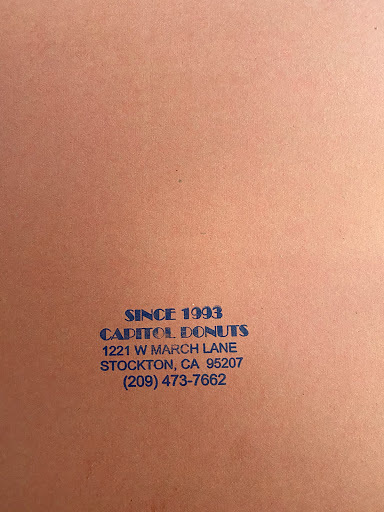 SINCE 1993
CAPITOL DONUTS
1221 W MARCH LANE
STOCKTON, CA 95207
(209) 473-7662